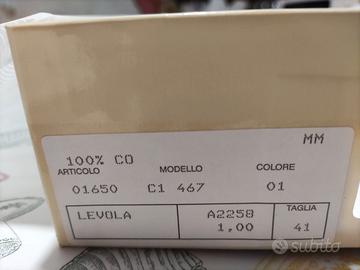 MM
100% CO
ARTICOLO MODELLO COLORE
01650 C1 467 01
LEVOLA A2258 TAGLIA
1,00 41
subito